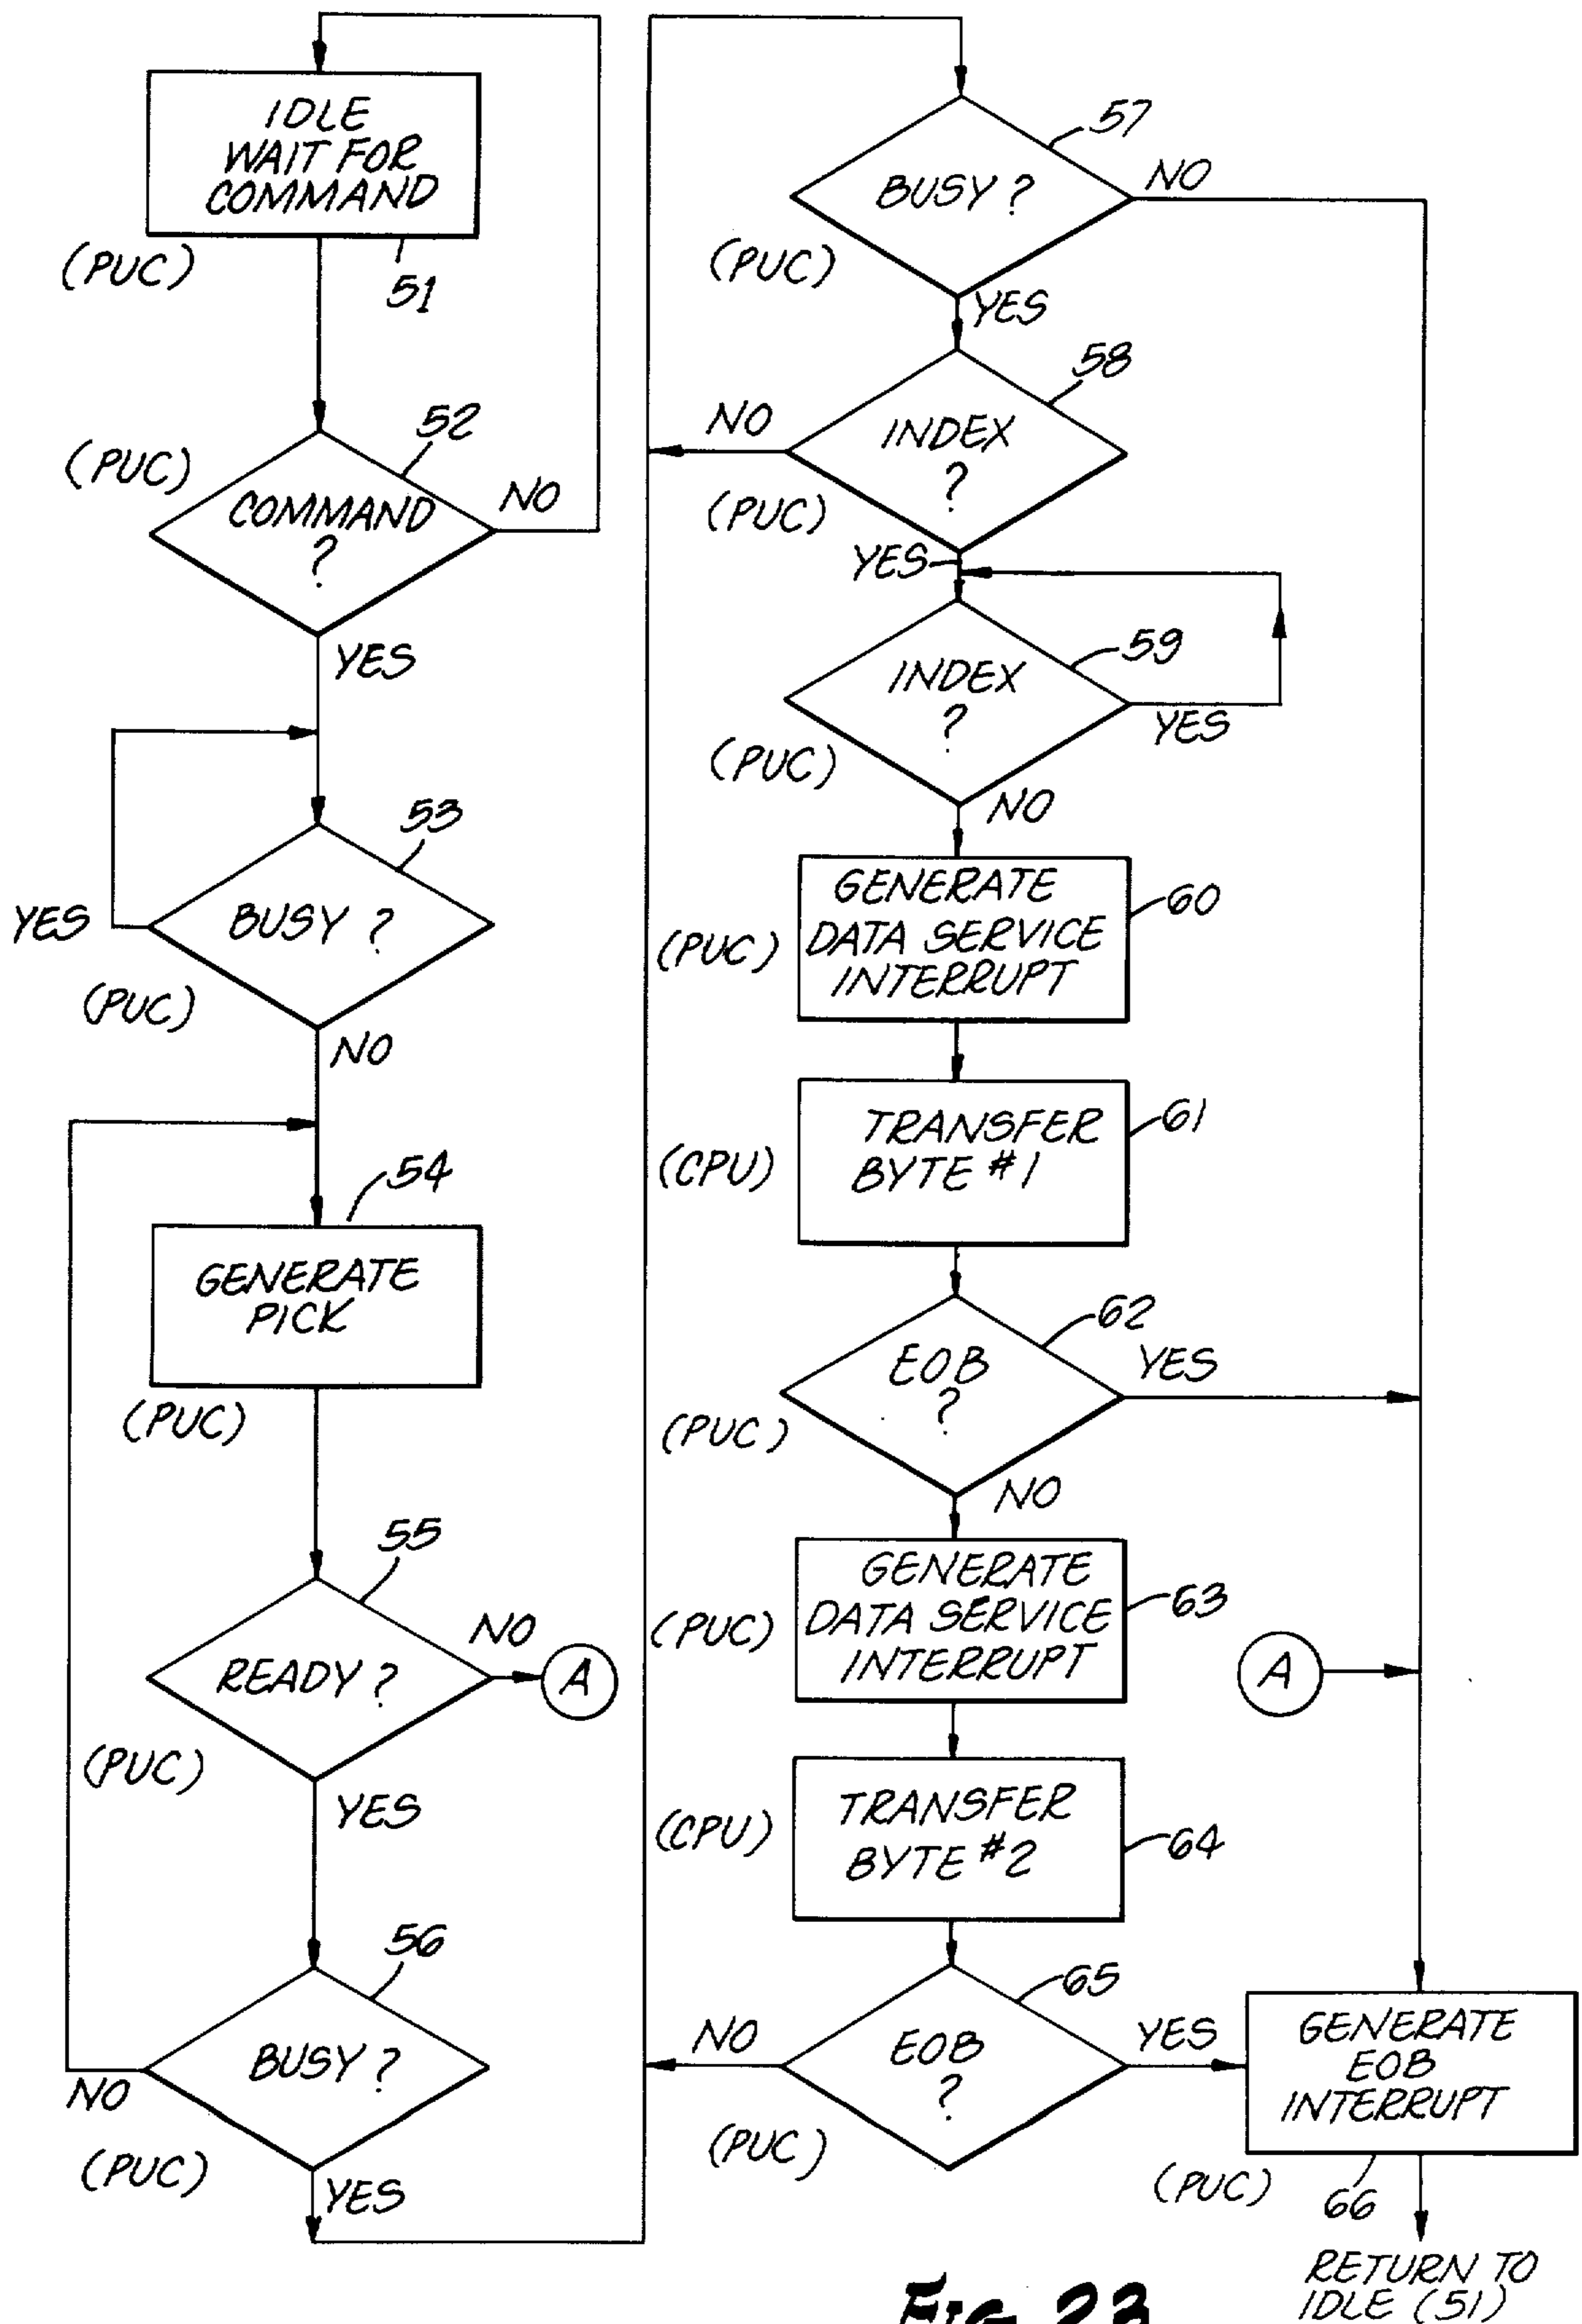 IDLE
WAIT FOR
COMMAND
(PUC)
51
(PUC)
52
COMMAND
?
NO
YES
53
YES
BUSY ?
(PUC)
NO
54
GENERATE
PICK
(PUC)
55
NO
READY ?
A
(PUC)
YES
56
BUSY ?
NO
(PUC)
YES
57
NO
BUSY ?
(PUC)
YES
58
NO
INDEX
?
(PUC)
YES
59
INDEX
?
YES
(PUC)
NO
GENERATE
DATA SERVICE
INTERRUPT
60
(PUC)
TRANSFER
BYTE #1
61
(CPU)
62
EOB
?
YES
(PUC)
NO
GENERATE
DATA SERVICE
INTERRUPT
63
(PUC)
A
TRANSFER
BYTE #2
64
(CPU)
65
NO
EOB
?
YES
(PUC)
GENERATE
EOB
INTERRUPT
(PUC)
66
RETURN TO
IDLE (51)
FIG. 23